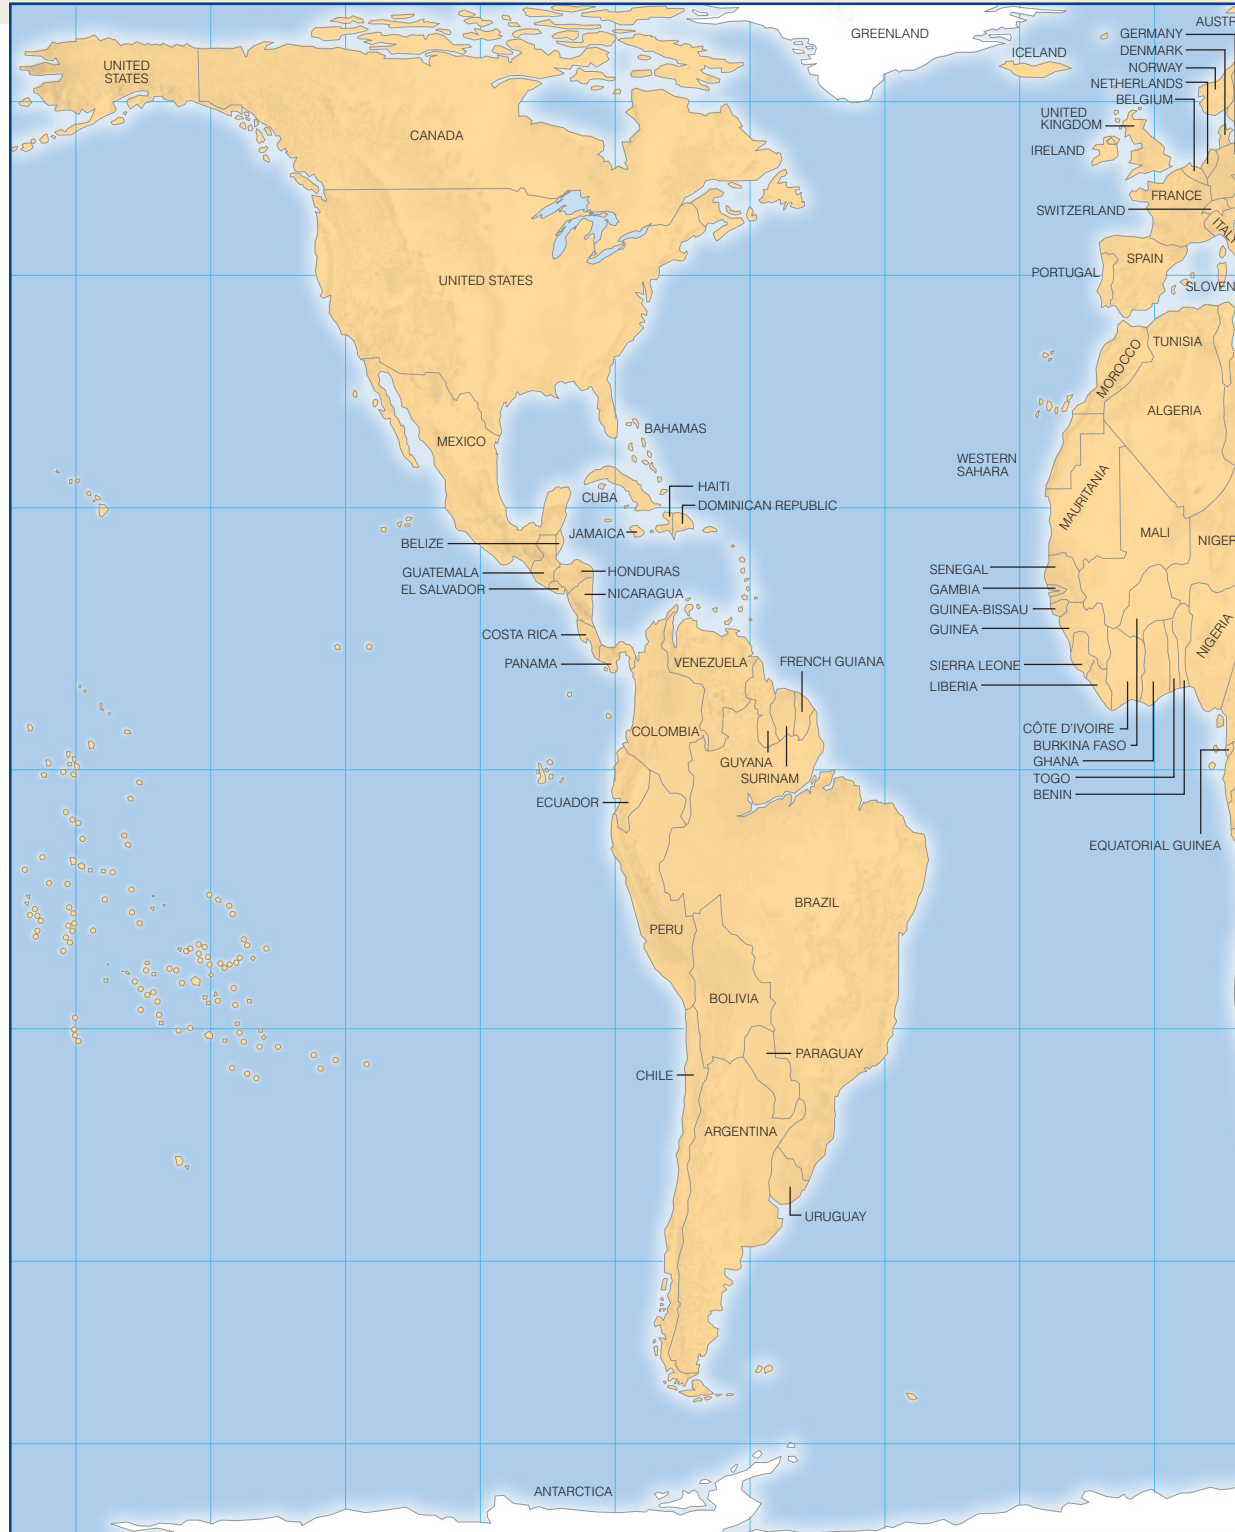 AUSTR
GREENLAND
GERMANY
ICELAND
DENMARK
UNITED
STATES
NORWAY
NETHERLANDS
BELGIUM
UNITED
KINGDOM
CANADA
IRELAND
FRANCE
SWITZERLAND
ITALY
SPAIN
PORTUGAL
UNITED STATES
SLOVEN
TUNISIA
MOROCCO
ALGERIA
BAHAMAS
MEXICO
WESTERN
SAHARA
HAITI
MAURITANIA
CUBA
DOMINICAN REPUBLIC
JAMAICA
MALI
NIGER
BELIZE
SENEGAL
GUATEMALA
HONDURAS
EL SALVADOR
GAMBIA
NICARAGUA
GUINEA-BISSAU
GUINEA
COSTA RICA
NIGERIA
PANAMA
VENEZUELA
FRENCH GUIANA
SIERRA LEONE
LIBERIA
COLOMBIA
CÔTE D'IVOIRE
BURKINA FASO
GUYANA
GHANA
SURINAM
TOGO
BENIN
ECUADOR
EQUATORIAL GUINEA
BRAZIL
PERU
BOLIVIA
PARAGUAY
CHILE
ARGENTINA
URUGUAY
ANTARCTICA